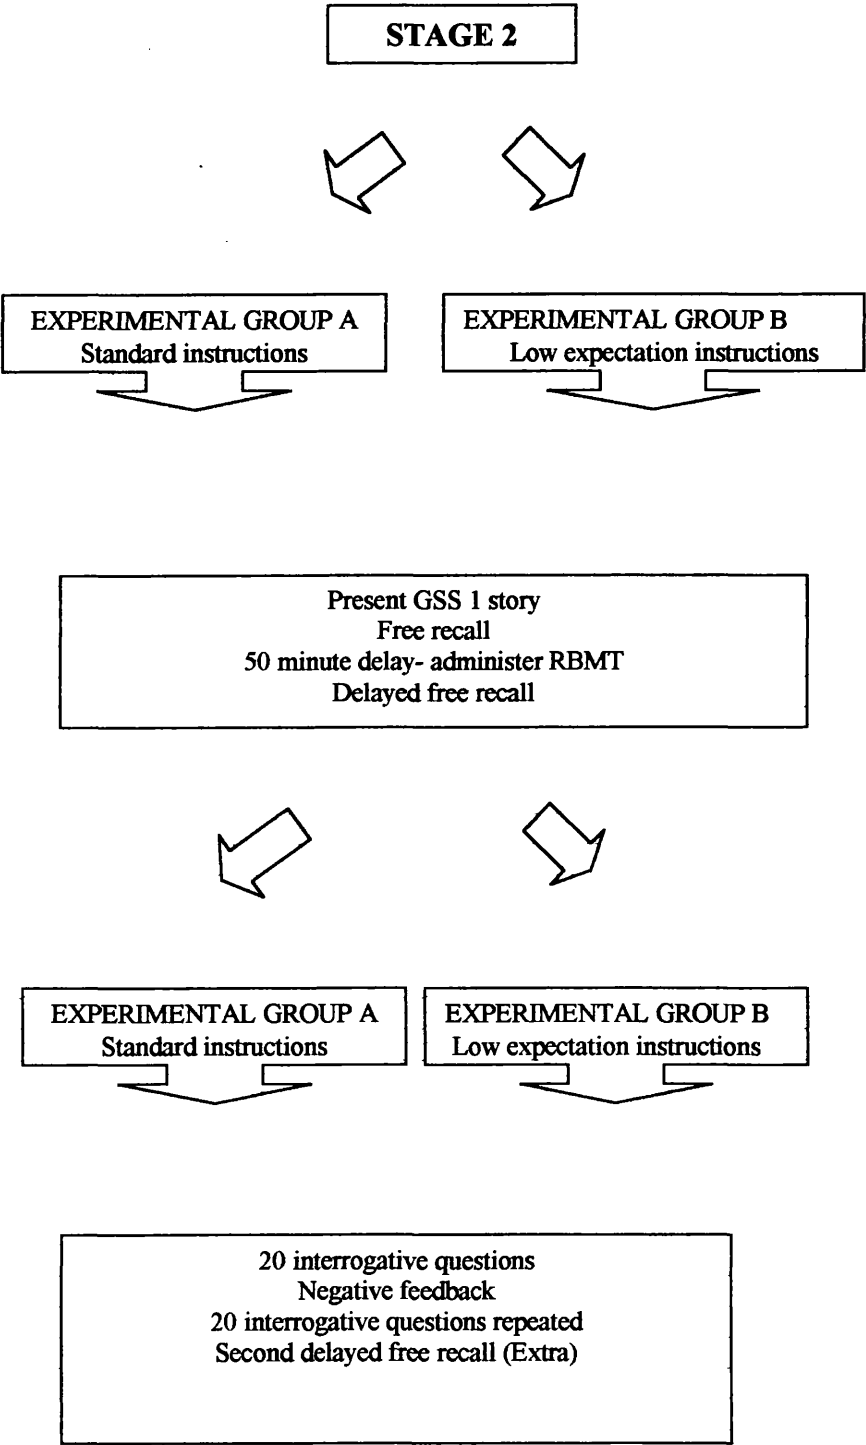 STAGE 2
EXPERIMENTAL GROUP A
Standard instructions
EXPERIMENTAL GROUP B
Low expectation instructions
Present GSS 1 story
Free recall
50 minute delay- administer RBMT
Delayed free recall
EXPERIMENTAL GROUP A
Standard instructions
EXPERIMENTAL GROUP B
Low expectation instructions
20 interrogative questions
Negative feedback
20 interrogative questions repeated
Second delayed free recall (Extra)